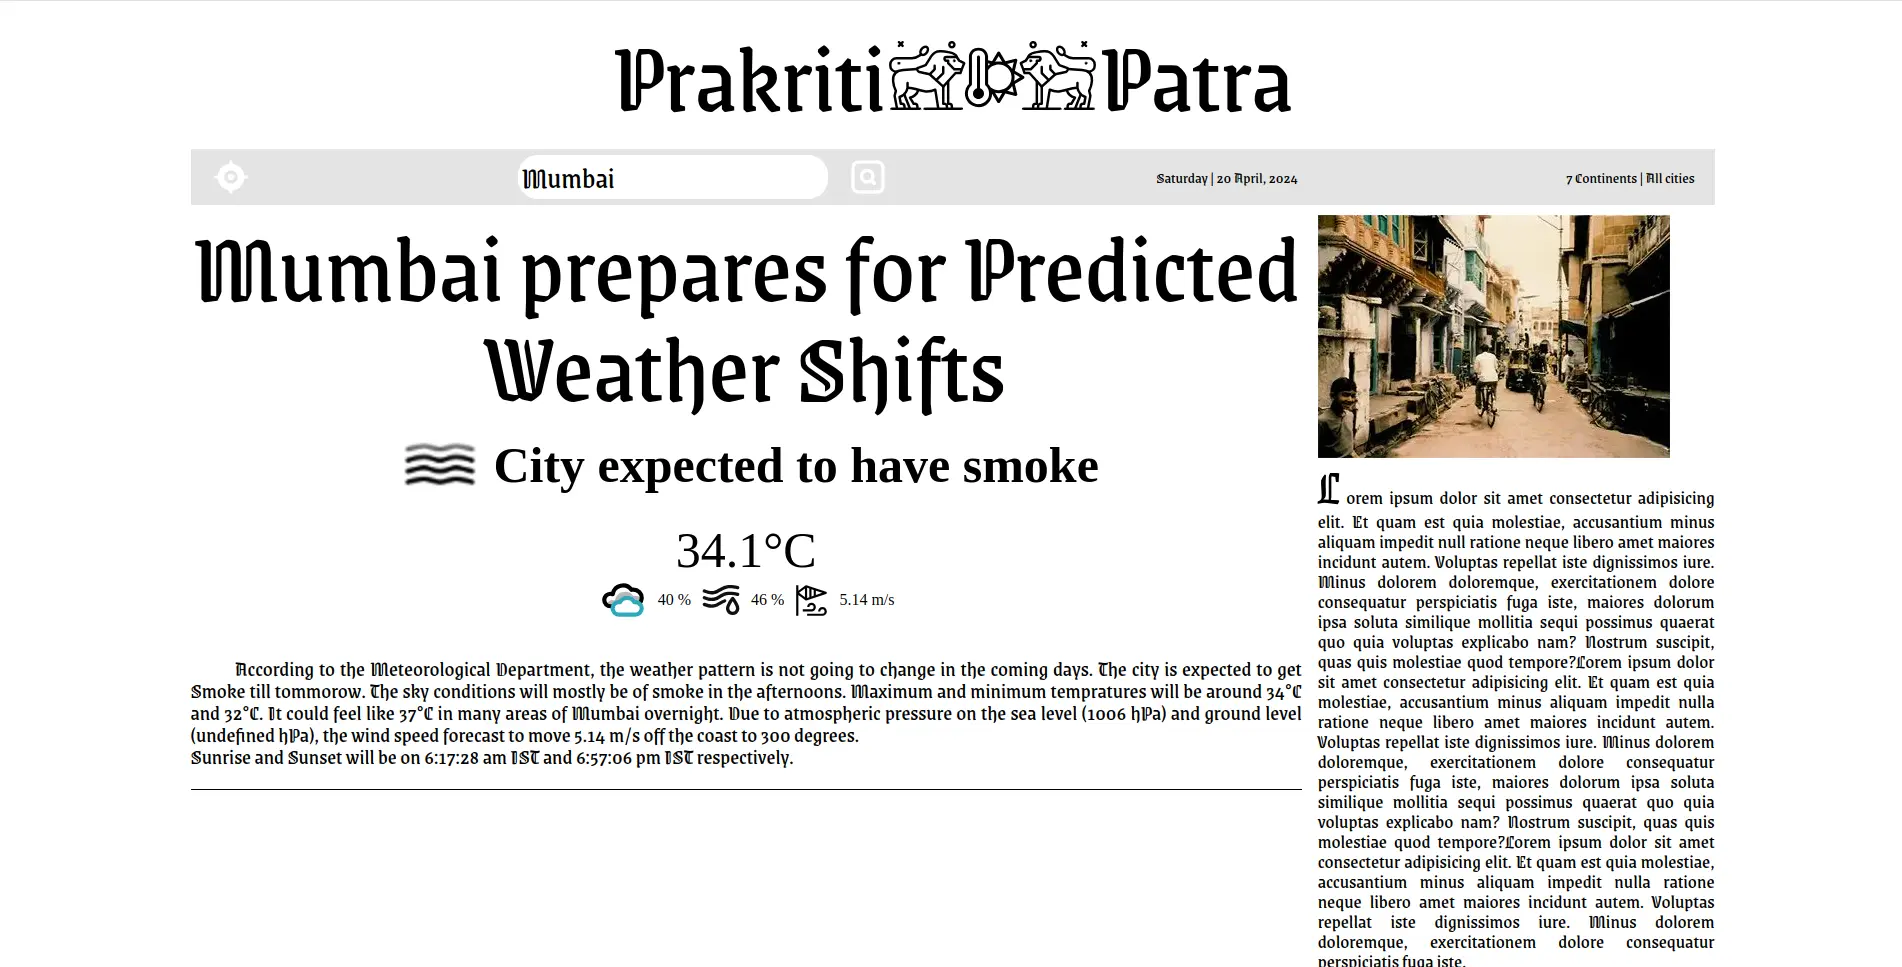 Prakriti Patra
Mumbai
Saturday | 20 April, 2024
7 Continents | All cities
Mumbai prepares for Predicted
Weather Shifts
City expected to have smoke
34.1°C
40 % 46 % 5.14 m/s
According to the Meteorological Department, the weather pattern is not going to change in the coming days. The city is expected to get
Smoke till tommorow. The sky conditions will mostly be of smoke in the afternoons. Maximum and minimum tempratures will be around 34°C
and 32°C. It could feel like 37°C in many areas of Mumbai overnight. Due to atmospheric pressure on the sea level (1006 hPa) and ground level
(undefined hPa), the wind speed forecast to move 5.14 m/s off the coast to 300 degrees.
Sunrise and Sunset will be on 6:17:28 am IST and 6:57:06 pm IST respectively.
Lorem ipsum dolor sit amet consectetur adipisicing
elit. Et quam est quia molestiae, accusantium minus
aliquam impedit null ratione neque libero amet maiores
incidunt autem. Voluptas repellat iste dignissimos iure.
Minus dolorem doloremque, exercitationem dolore
consequatur perspiciatis fuga iste, maiores dolorum
ipsa soluta similique mollitia sequi possimus quaerat
quo quia voluptas explicabo nam? Nostrum suscipit,
quas quis molestiae quod tempore?Lorem ipsum dolor
sit amet consectetur adipisicing elit. Et quam est quia
molestiae, accusantium minus aliquam impedit nulla
ratione neque libero amet maiores incidunt autem.
Voluptas repellat iste dignissimos iure. Minus dolorem
doloremque, exercitationem dolore consequatur
perspiciatis fuga iste, maiores dolorum ipsa soluta
similique mollitia sequi possimus quaerat quo quia
voluptas explicabo nam? Nostrum suscipit, quas quis
molestiae quod tempore?Lorem ipsum dolor sit amet
consectetur adipisicing elit. Et quam est quia molestiae,
accusantium minus aliquam impedit nulla ratione
neque libero amet maiores incidunt autem. Voluptas
repellat iste dignissimos iure. Minus dolorem
doloremque, exercitationem dolore consequatur
perspiciatis fuga iste.